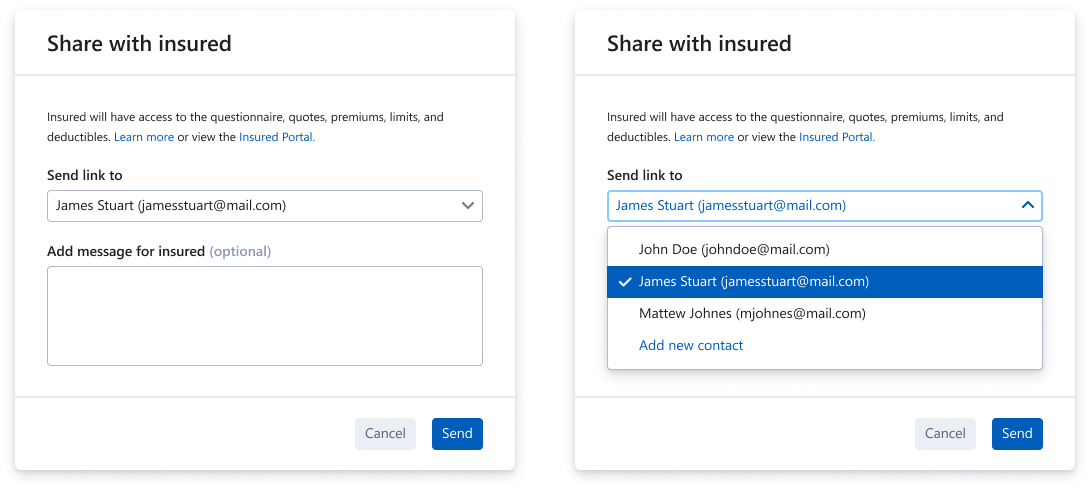 Share with insured
Insured will have access to the questionnaire, quotes, premiums, limits, and
deductibles. Learn more or view the Insured Portal.
Send link to
James Stuart (jamesstuart@mail.com)
Add message for insured (optional)
Cancel
Send
Share with insured
Insured will have access to the questionnaire, quotes, premiums, limits, and
deductibles. Learn more or view the Insured Portal.
Send link to
James Stuart (jamesstuart@mail.com)
John Doe (johndoe@mail.com)
James Stuart (jamesstuart@mail.com)
Mattew Johnes (mjohnes@mail.com)
Add new contact
Cancel
Send